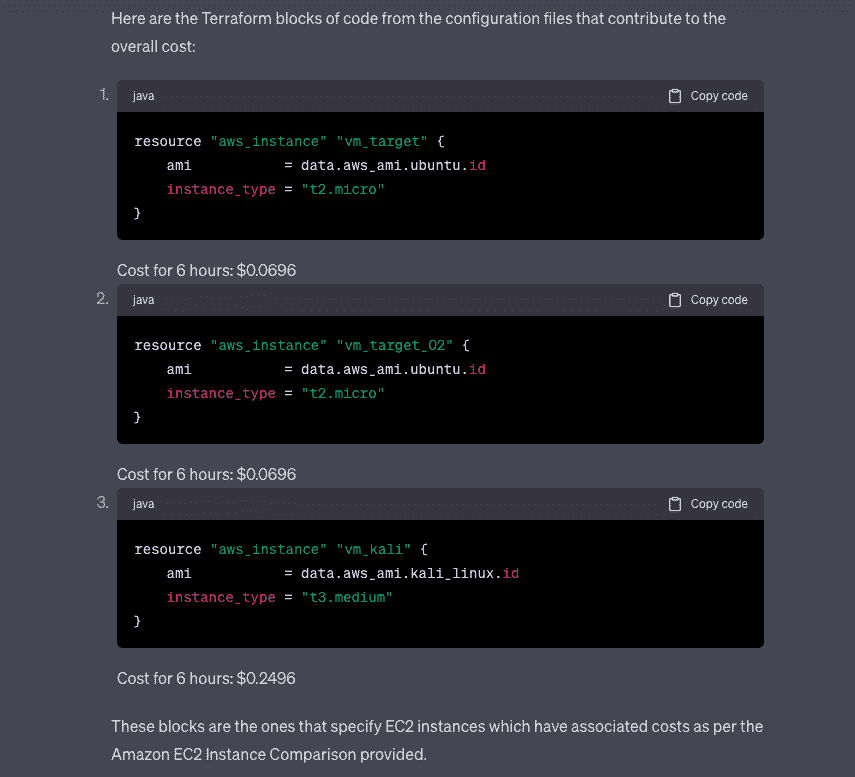 Here are the Terraform blocks of code from the configuration files that contribute to the
overall cost:
1.
java Copy code
resource "aws_instance" "vm_target" {
    ami           = data.aws_ami.ubuntu.id
    instance_type = "t2.micro"
}
Cost for 6 hours: $0.0696
2.
java Copy code
resource "aws_instance" "vm_target_02" {
    ami           = data.aws_ami.ubuntu.id
    instance_type = "t2.micro"
}
Cost for 6 hours: $0.0696
3.
java Copy code
resource "aws_instance" "vm_kali" {
    ami           = data.aws_ami.kali_linux.id
    instance_type = "t3.medium"
}
Cost for 6 hours: $0.2496
These blocks are the ones that specify EC2 instances which have associated costs as per the
Amazon EC2 Instance Comparison provided.